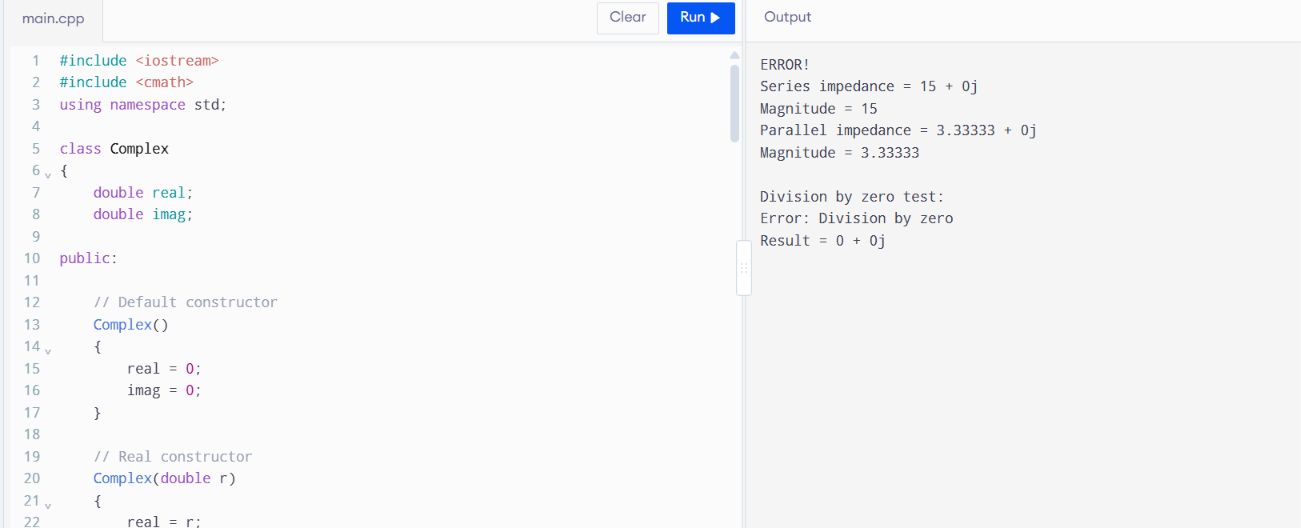 main.cpp
Clear
Run
Output
1 #include <iostream>
2 #include <cmath>
3 using namespace std;
4
5 class Complex
6 {
7     double real;
8     double imag;
9
10 public:
11
12     // Default constructor
13     Complex()
14     {
15         real = 0;
16         imag = 0;
17     }
18
19     // Real constructor
20     Complex(double r)
21     {
22         real = r;
ERROR!
Series impedance = 15 + 0j
Magnitude = 15
Parallel impedance = 3.33333 + 0j
Magnitude = 3.33333

Division by zero test:
Error: Division by zero
Result = 0 + 0j